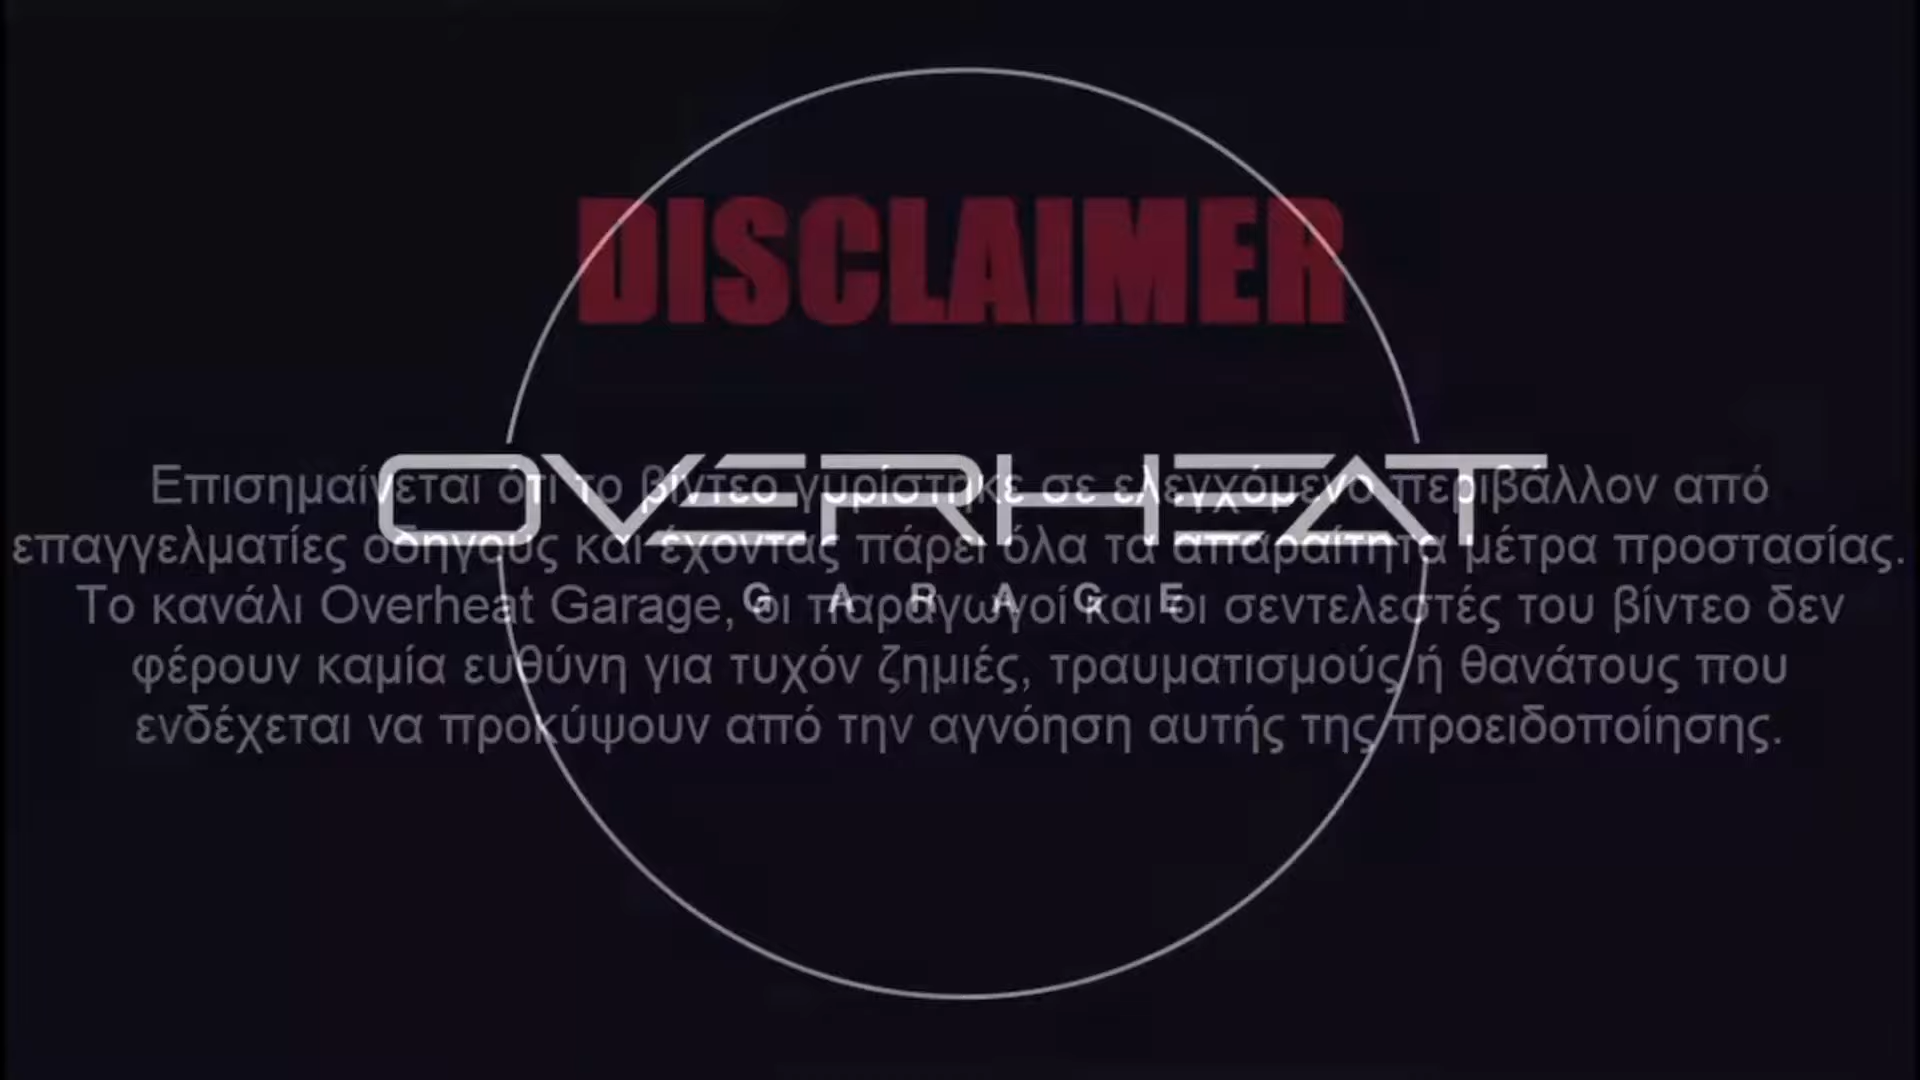 DISCLAIMER
OVERHEAT
GARAGE
Επισημαίνεται ότι το βίντεο γυρίστηκε σε ελεγχόμενο περιβάλλον από
επαγγελματίες οδηγούς και έχοντας πάρει όλα τα απαραίτητα μέτρα προστασίας.
Το κανάλι Overheat Garage, οι παραγωγοί και οι σεντελεστές του βίντεο δεν
φέρουν καμία ευθύνη για τυχόν ζημιές, τραυματισμούς ή θανάτους που
ενδέχεται να προκύψουν από την αγνόηση αυτής της προειδοποίησης.